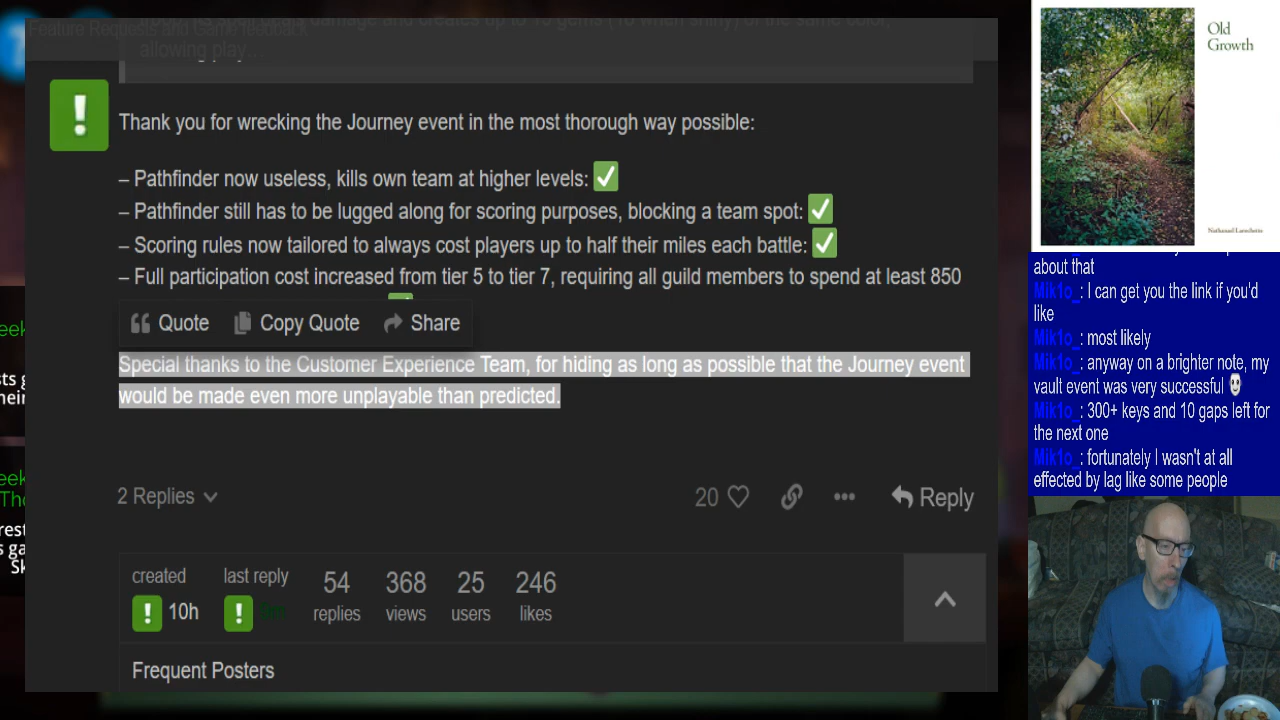 Feature Requests and Game feedback
allowing play...
Thank you for wrecking the Journey event in the most thorough way possible:
– Pathfinder now useless, kills own team at higher levels: ✅
– Pathfinder still has to be lugged along for scoring purposes, blocking a team spot: ✅
– Scoring rules now tailored to always cost players up to half their miles each battle: ✅
– Full participation cost increased from tier 5 to tier 7, requiring all guild members to spend at least 850
Quote Copy Quote Share
Special thanks to the Customer Experience Team, for hiding as long as possible that the Journey event
would be made even more unplayable than predicted.
2 Replies
20
Reply
created
10h
last reply
54
replies
368
views
25
users
246
likes
Frequent Posters
Old
Growth
about that
Mik1o_: I can get you the link if you'd
like
Mik1o_: most likely
Mik1o_: anyway on a brighter note, my
vault event was very successful
Mik1o_: 300+ keys and 10 gaps left for
the next one
Mik1o_: fortunately I wasn't at all
effected by lag like some people